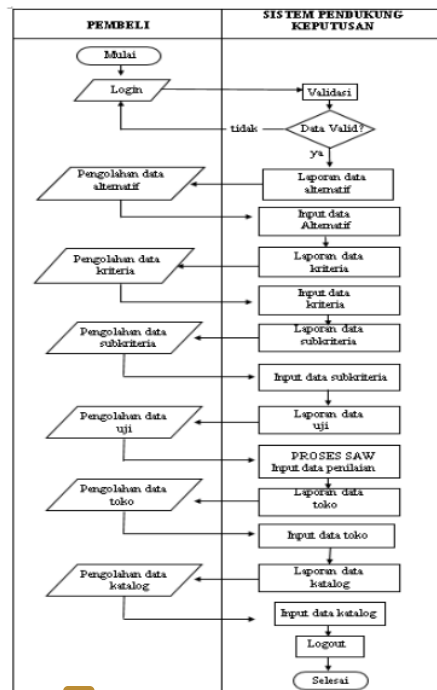 PEMBELI
SISTEM PENDUKUNG
KEPUTUSAN
Mulai
Login
Validasi
Data Valid?
tidak
ya
Pengolahan data
alternatif
Laporan data
alternatif
Input data
Alternatif
Pengolahan data
kriteria
Laporan data
kriteria
Input data
kriteria
Pengolahan data
subkriteria
Laporan data
subkriteria
Input data subkriteria
Pengolahan data
uji
Laporan data
uji
PROSES SAW
Input data penilaian
Pengolahan data
toko
Laporan data
toko
Input data toko
Pengolahan data
katalog
Laporan data
katalog
Input data katalog
Logout
Selesai